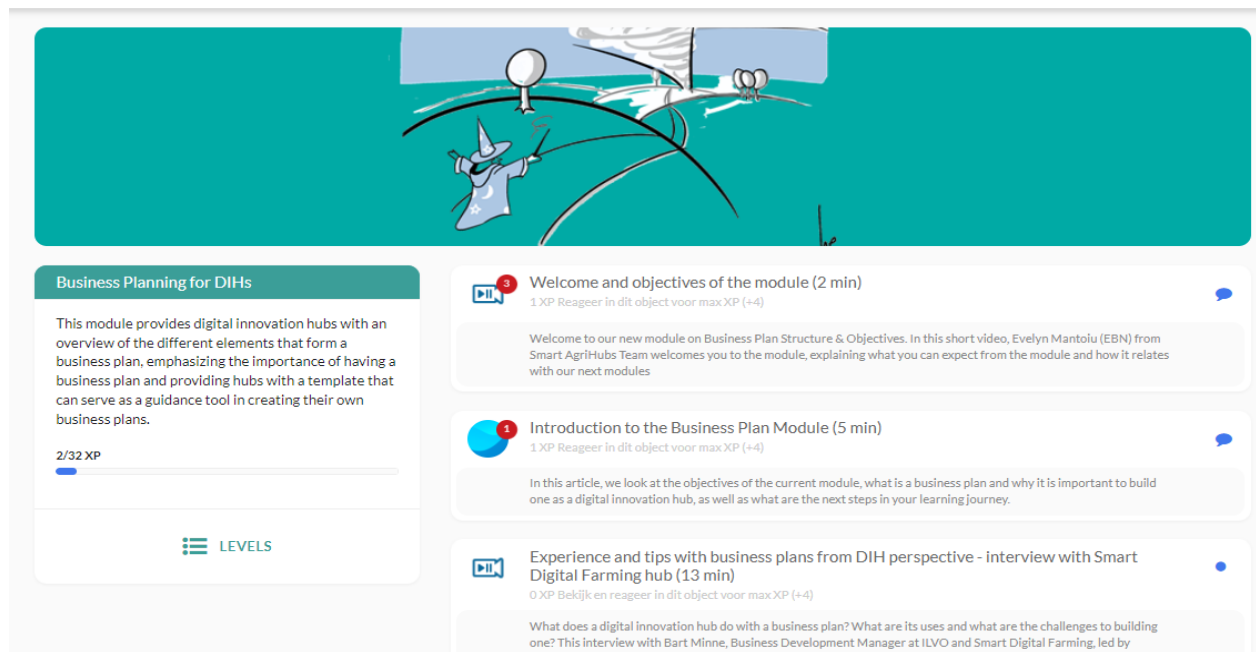 Business Planning for DIHs
This module provides digital innovation hubs with an
overview of the different elements that form a
business plan, emphasizing the importance of having a
business plan and providing hubs with a template that
can serve as a guidance tool in creating their own
business plans.
2/32 XP
LEVELS
3
Welcome and objectives of the module (2 min)
1 XP Reageer in dit object voor max XP (+4)
Welcome to our new module on Business Plan Structure & Objectives. In this short video, Evelyn Mantoiu (EBN) from
Smart AgriHubs Team welcomes you to the module, explaining what you can expect from the module and how it relates
with our next modules
1
Introduction to the Business Plan Module (5 min)
1 XP Reageer in dit object voor max XP (+4)
In this article, we look at the objectives of the current module, what is a business plan and why it is important to build
one as a digital innovation hub, as well as what are the next steps in your learning journey.
Experience and tips with business plans from DIH perspective - interview with Smart
Digital Farming hub (13 min)
0 XP Bekijk en reageer in dit object voor max XP (+4)
What does a digital innovation hub do with a business plan? What are its uses and what are the challenges to building
one? This interview with Bart Minne, Business Development Manager at ILVO and Smart Digital Farming, led by